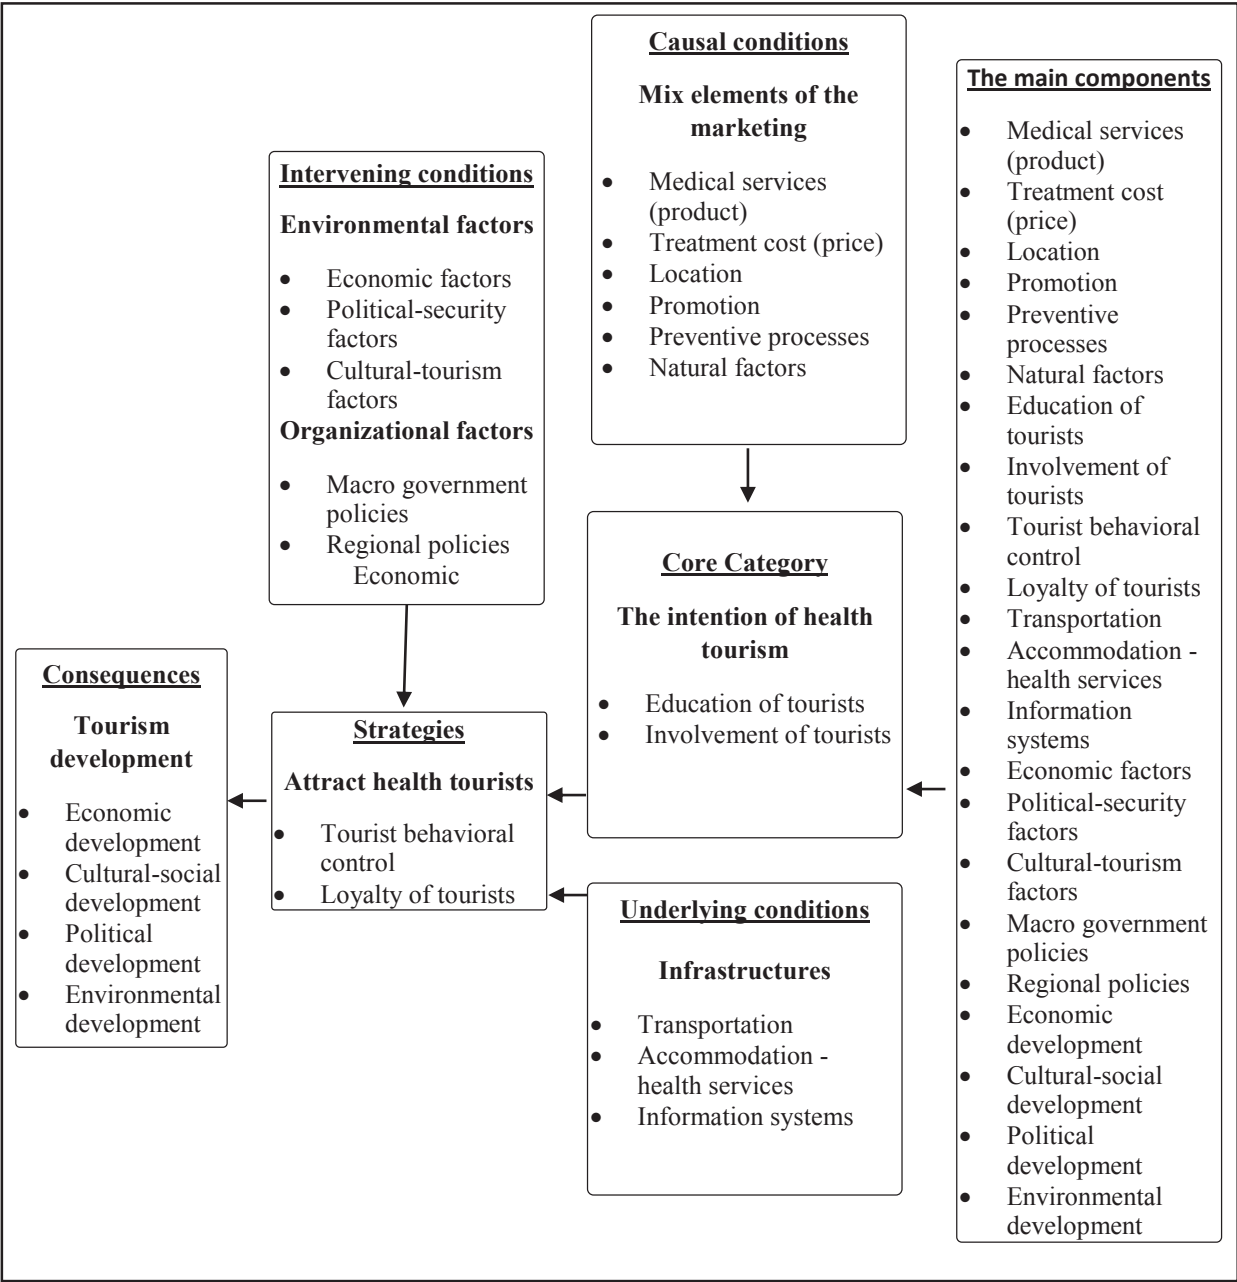 Causal conditions
Mix elements of the
marketing
• Medical services
(product)
• Treatment cost (price)
• Location
• Promotion
• Preventive processes
• Natural factors
The main components
• Medical services
(product)
• Treatment cost
(price)
• Location
• Promotion
• Preventive
processes
• Natural factors
• Education of
tourists
• Involvement of
tourists
• Tourist behavioral
control
• Loyalty of tourists
• Transportation
• Accommodation -
health services
• Information
systems
• Economic factors
• Political-security
factors
• Cultural-tourism
factors
• Macro government
policies
• Regional policies
• Economic
development
• Cultural-social
development
• Political
development
• Environmental
development
Intervening conditions
Environmental factors
• Economic factors
• Political-security
factors
• Cultural-tourism
factors
Organizational factors
• Macro government
policies
• Regional policies
Economic
Core Category
The intention of health
tourism
• Education of tourists
• Involvement of tourists
Consequences
Tourism
development
• Economic
development
• Cultural-social
development
• Political
development
• Environmental
development
Strategies
Attract health tourists
• Tourist behavioral
control
• Loyalty of tourists
Underlying conditions
Infrastructures
• Transportation
• Accommodation -
health services
• Information systems